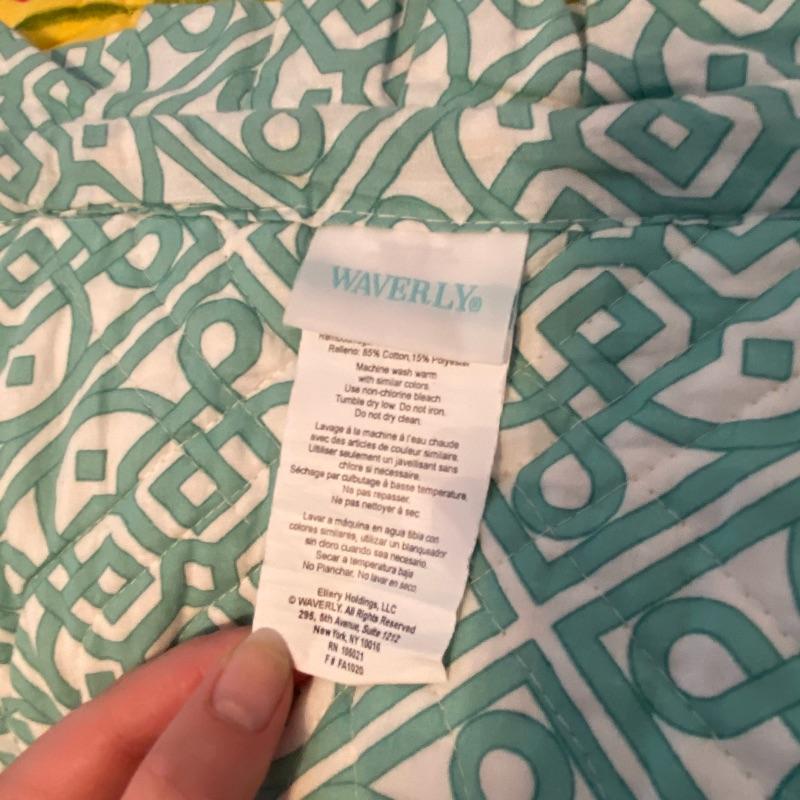 WAVERLY®
Relleno: 85% Cotton, 15% Polyester
Machine wash warm
with similar colors.
Use non-chlorine bleach
Tumble dry low. Do not iron.
Do not dry clean.
Lavage à la machine à l'eau chaude
avec des articles de couleur similaire.
Utiliser seulement un javellisant sans
chlore si necessaire.
Séchage par culbutage à basse temperature.
Ne pas repasser.
Ne pas nettoyer à sec
Lavar a máquina en agua tibia con
colores similares, utilizar un blanqueador
sin cloro cuando sea necesario.
Secar a temperatura baja
No Planchar. No lavar en seco.
Ellery Holdings, LLC
© WAVERLY. All Rights Reserved
295, 5th Avenue, Suite 1212
New York, NY 10016
RN 106021
F# FA1020